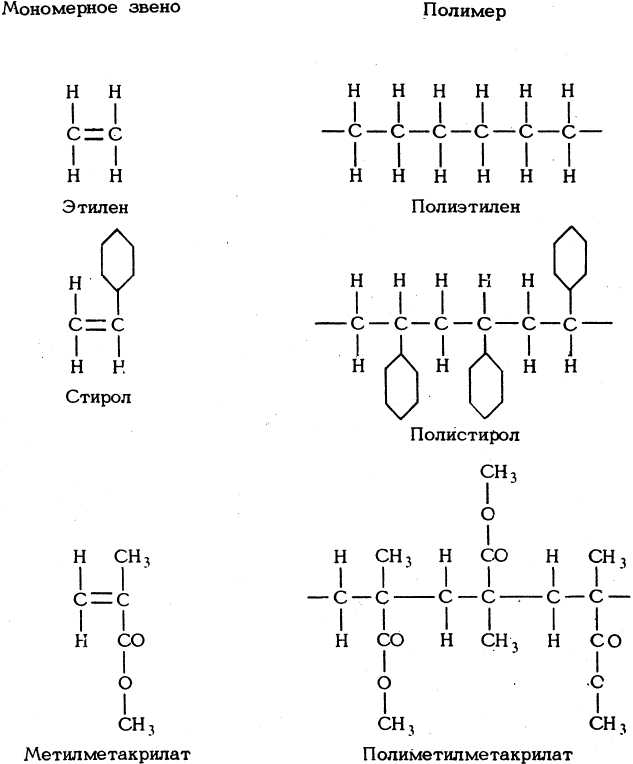 Мономерное звено Полимер
H H H H H H H H
C=C —C—C—C—C—C—C—
H H H H H H H H
Этилен Полиэтилен
H H H H H H
C=C —C—C—C—C—C—C—
H H H H H H
Стирол Полистирол
CH3
O
H CH3 H CH3 H CO H CH3
C=C —C—C—C—C—C—C—
H CO H CO H CH3 H CO
O O C
CH3 CH3 CH3
Метилметакрилат Полиметилметакрилат